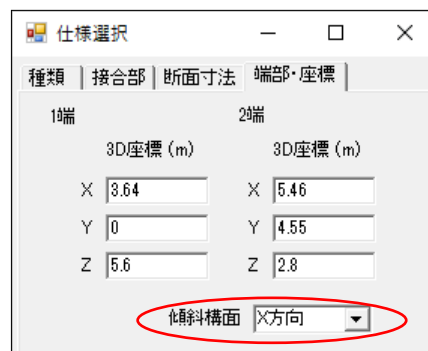 仕様選択
種類 接合部 断面寸法 端部・座標
1端 2端
3D座標 (m) 3D座標 (m)
X 3.64 X 5.46
Y 0 Y 4.55
Z 5.6 Z 2.8
傾斜構面 X方向